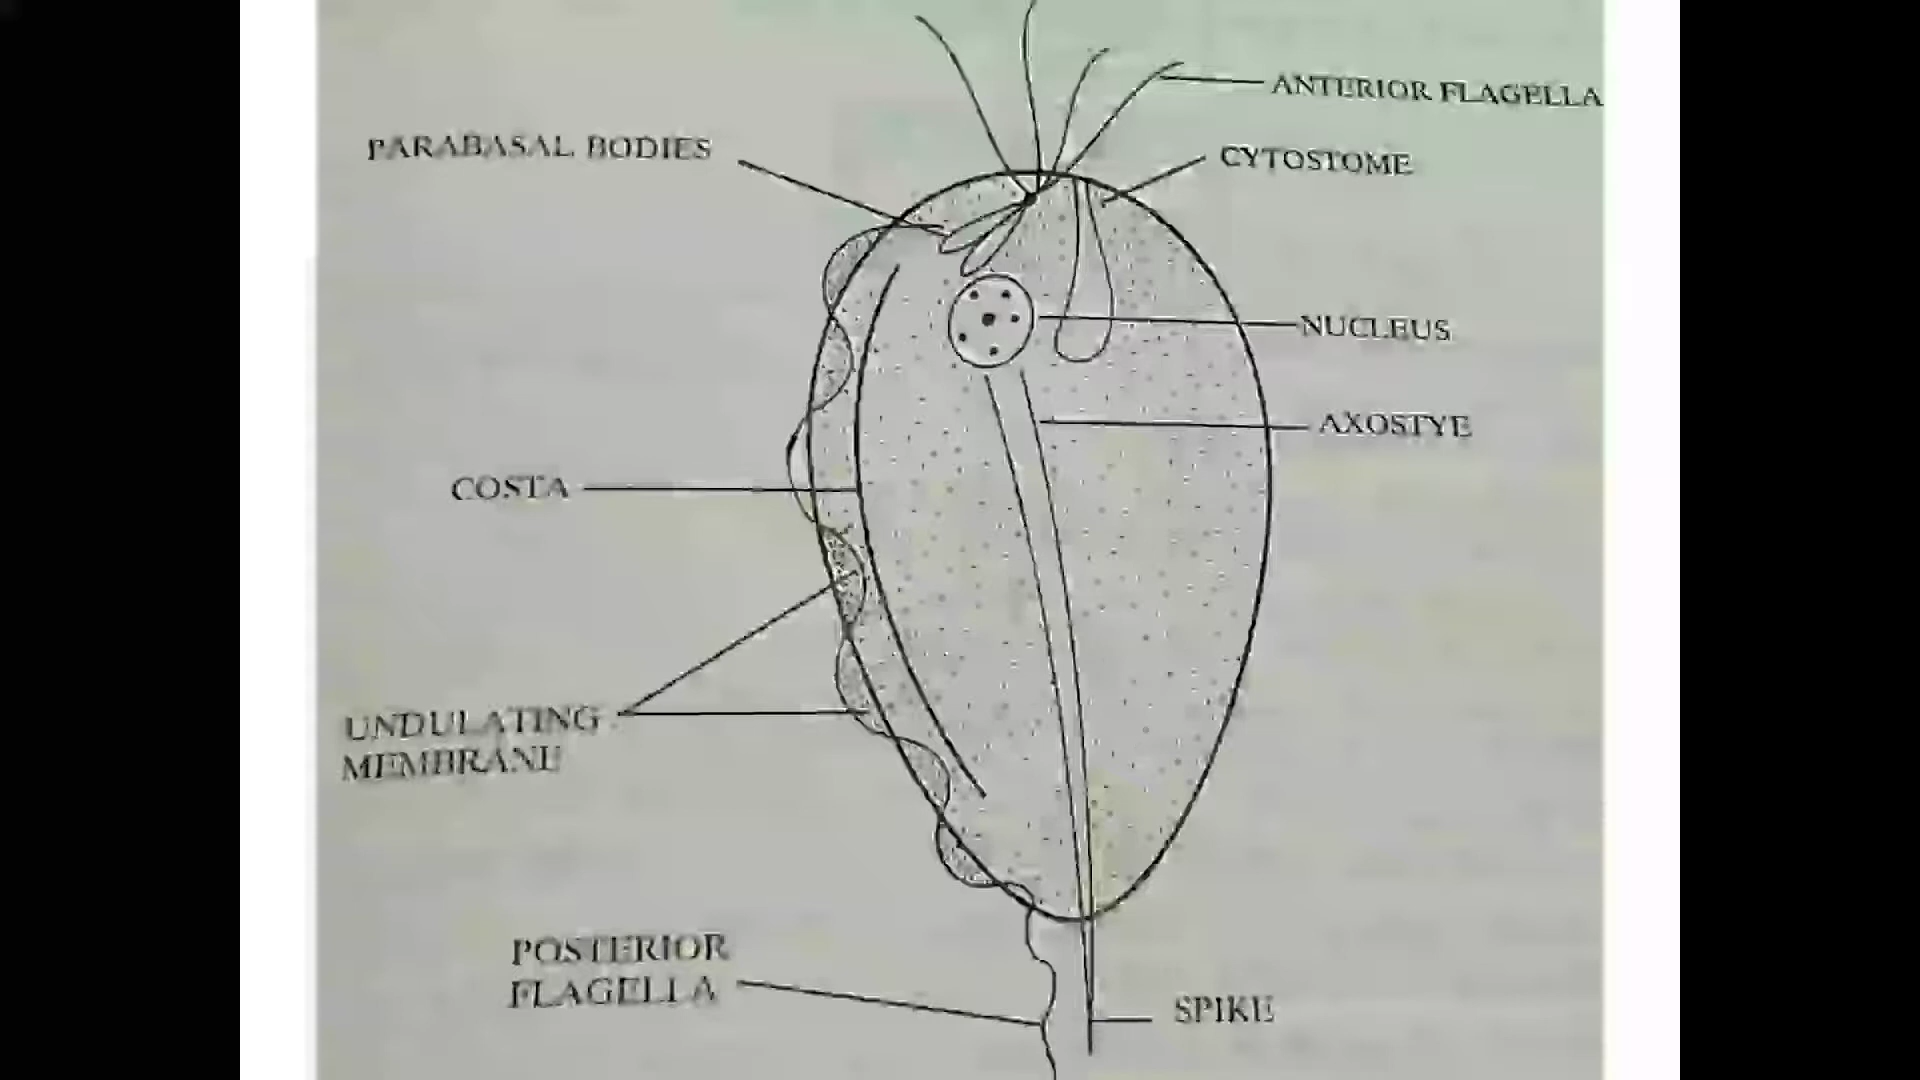 ANTERIOR FLAGELLA
PARABASAL BODIES
CYTOSTOME
NUCLEUS
AXOSTYE
COSTA
UNDULATING
MEMBRANE
POSTERIOR
FLAGELLA
SPIKE